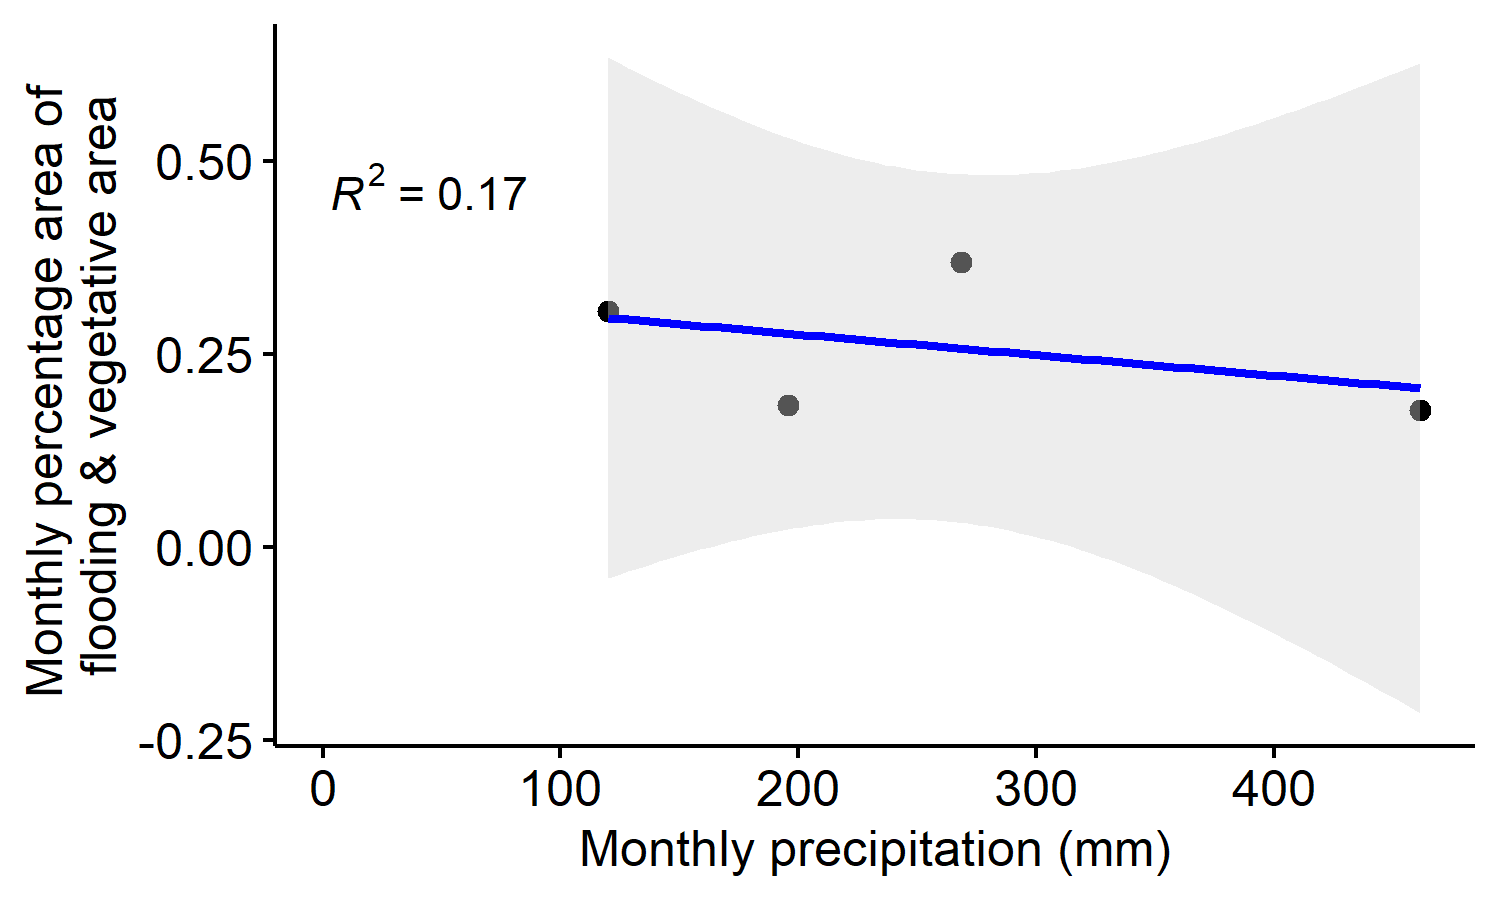 Monthly percentage area of
flooding & vegetative area
0.50
0.25
0.00
-0.25
R² = 0.17
0 100 200 300 400
Monthly precipitation (mm)